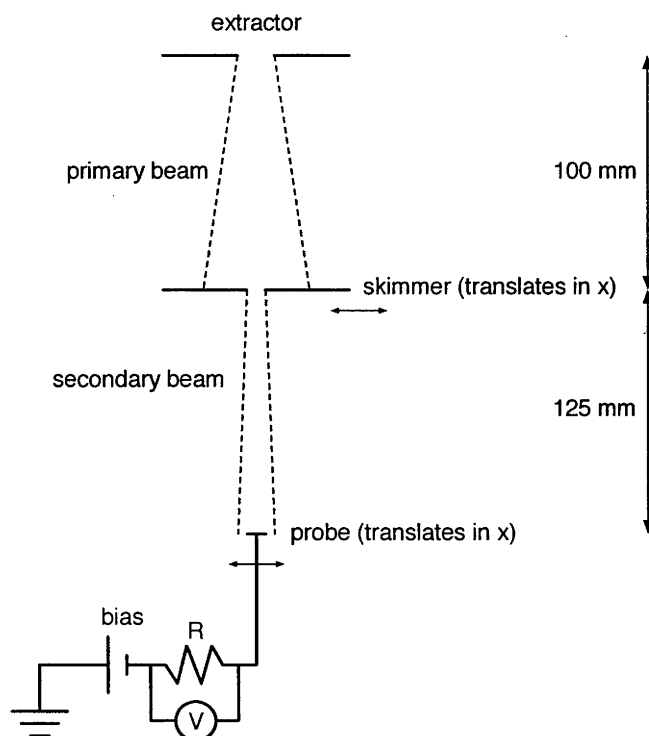 extractor
primary beam
100 mm
skimmer (translates in x)
secondary beam
125 mm
probe (translates in x)
bias
R
V